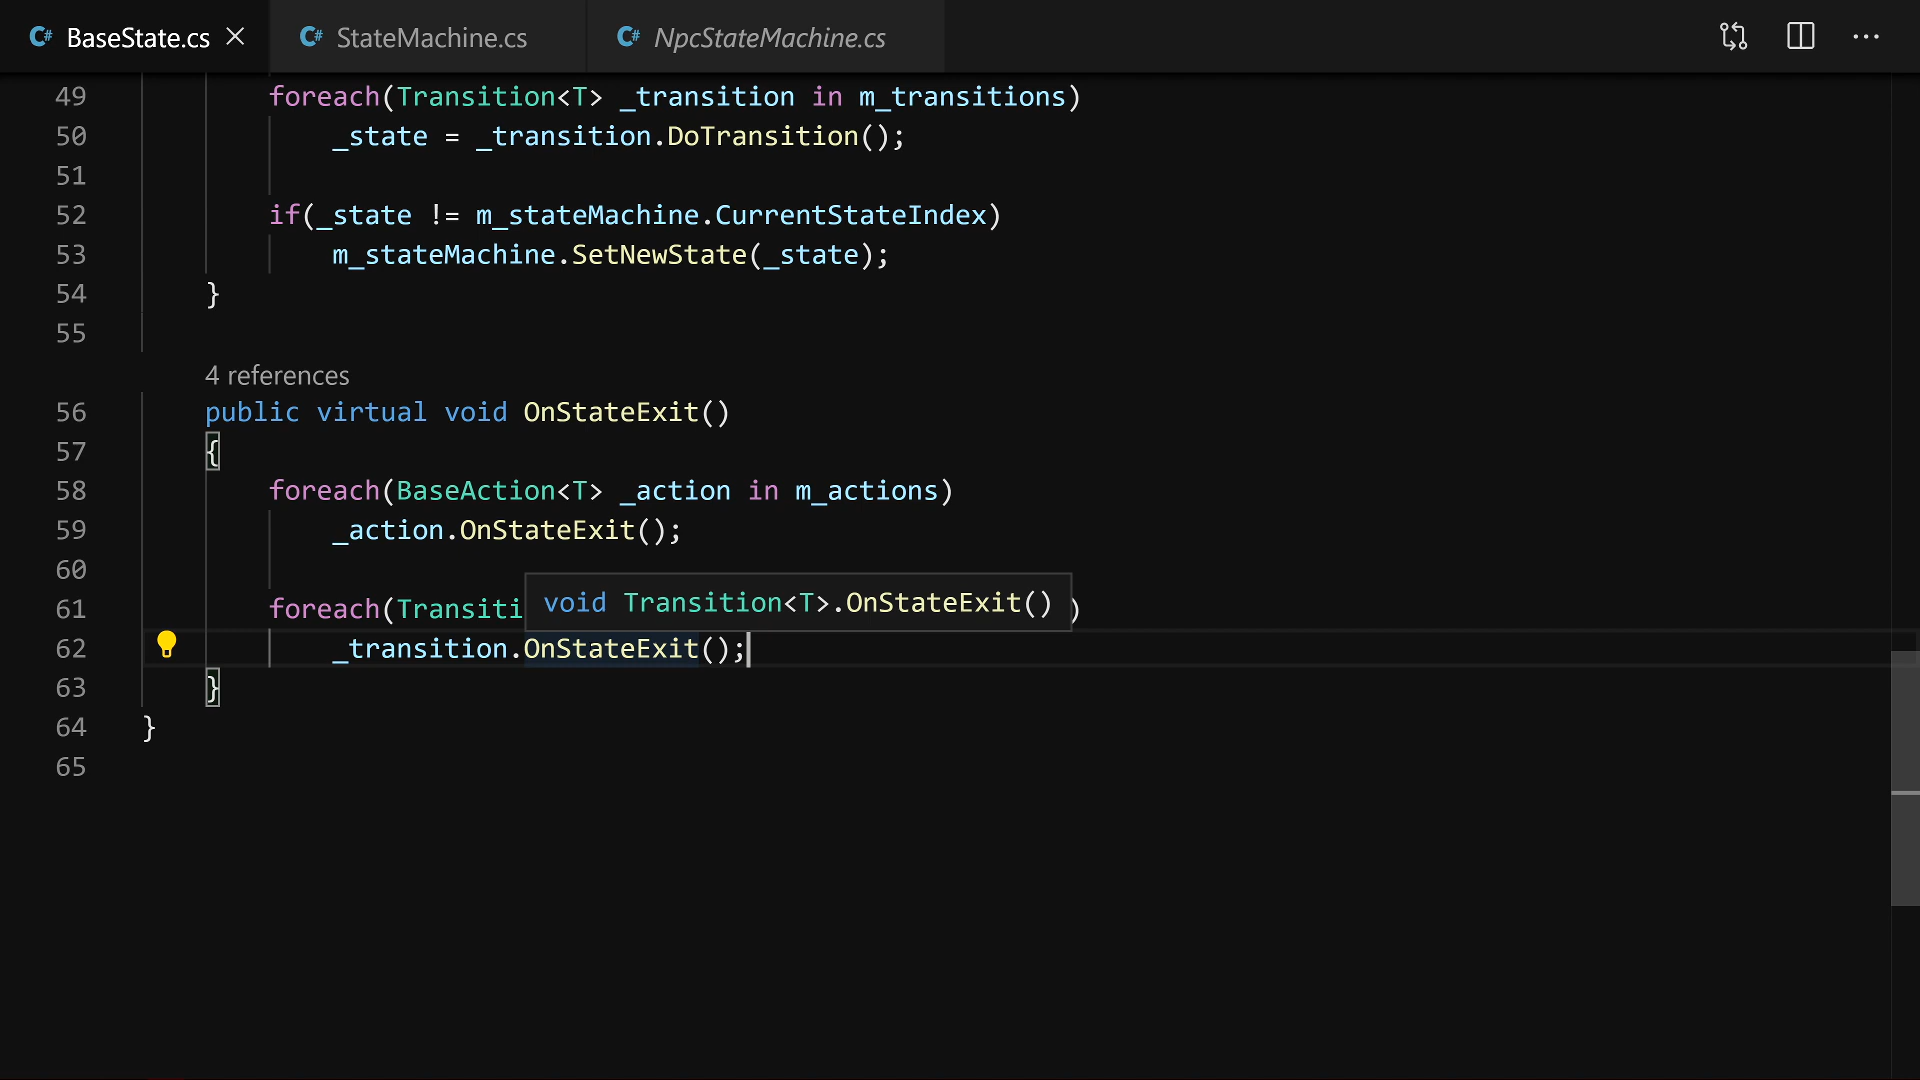 C# BaseState.cs C# StateMachine.cs C# NpcStateMachine.cs
49 foreach(Transition<T> _transition in m_transitions)
50 _state = _transition.DoTransition();
51
52 if(_state != m_stateMachine.CurrentStateIndex)
53 m_stateMachine.SetNewState(_state);
54 }
55
4 references
56 public virtual void OnStateExit()
57 {
58 foreach(BaseAction<T> _action in m_actions)
59 _action.OnStateExit();
60
void Transition<T>.OnStateExit()
61 foreach(Transiti )
62 _transition.OnStateExit();
63 }
64 }
65